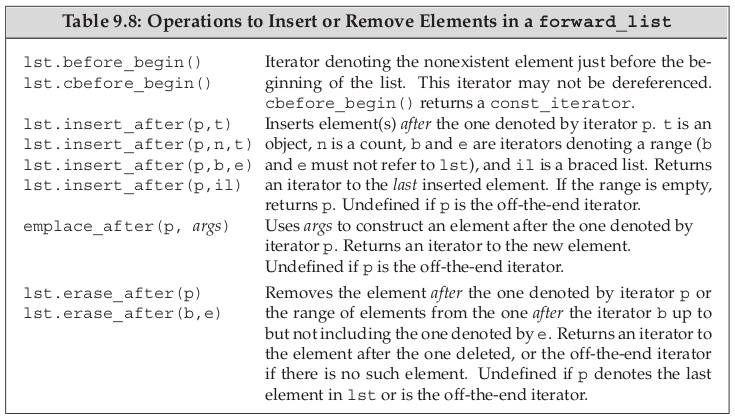 Table 9.8: Operations to Insert or Remove Elements in a forward_list
lst.before_begin() Iterator denoting the nonexistent element just before the be-
lst.cbefore_begin() ginning of the list. This iterator may not be dereferenced.
cbefore_begin() returns a const_iterator.
lst.insert_after(p,t) Inserts element(s) after the one denoted by iterator p. t is an
lst.insert_after(p,n,t) object, n is a count, b and e are iterators denoting a range (b
lst.insert_after(p,b,e) and e must not refer to lst), and il is a braced list. Returns
lst.insert_after(p,il) an iterator to the last inserted element. If the range is empty,
returns p. Undefined if p is the off-the-end iterator.
emplace_after(p, args) Uses args to construct an element after the one denoted by
iterator p. Returns an iterator to the new element.
Undefined if p is the off-the-end iterator.
lst.erase_after(p) Removes the element after the one denoted by iterator p or
lst.erase_after(b,e) the range of elements from the one after the iterator b up to
but not including the one denoted by e. Returns an iterator to
the element after the one deleted, or the off-the-end iterator
if there is no such element. Undefined if p denotes the last
element in lst or is the off-the-end iterator.